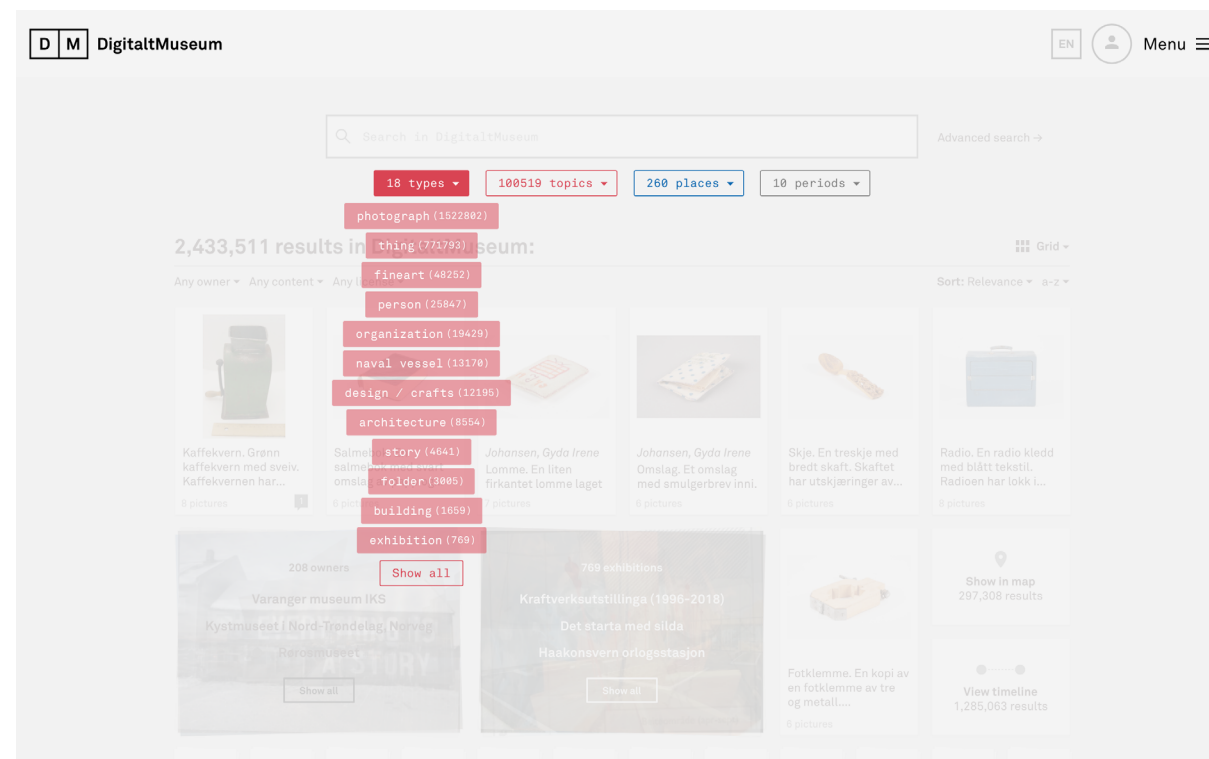 D M DigitaltMuseum
EN
Menu
Search in DigitaltMuseum
Advanced search →
18 types
100519 topics
260 places
10 periods
photograph (1522802)
2,433,511 results in DigitaltMuseum:
Grid
thing (771793)
fineart (48252)
Any owner Any content Any license
Sort: Relevance a-z
person (25847)
organization (19429)
naval vessel (13170)
design / crafts (12195)
architecture (8554)
story (4641)
folder (3005)
building (1659)
exhibition (769)
Show all
Kaffekvern. Grønn
kaffekvern med sveiv.
Kaffekvernen har...
6 pictures
1
omslag
6 pictures
Johansen, Gyda Irene
Lomme. En liten
firkantet lomme laget
7 pictures
Johansen, Gyda Irene
Omslag. Et omslag
med smulgerbrev inni.
6 pictures
Skje. En treskje med
bredt skaft. Skaftet
har utskjæringer av...
6 pictures
Radio. En radio kledd
med blått tekstil.
Radioen har lokk i...
6 pictures
208 owners
Varanger museum IKS
Kystmuseet i Nord-Trøndelag, Norveg
Rørosmuseet
A STORY
Show all
769 exhibitions
Kraftverksutstillinga (1996-2018)
Det starta med silda
Haakonsvern orlogsstasjon
Show all
Fotklemme. En kopi av
en fotklemme av tre
og metall....
6 pictures
Show in map
297,308 results
View timeline
1,285,063 results